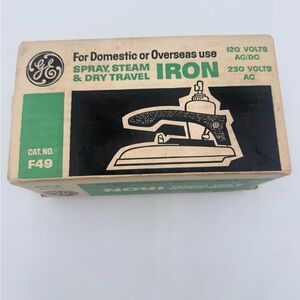 GE
For Domestic or Overseas use
SPRAY, STEAM
& DRY TRAVEL IRON
120 VOLTS
AC/DC
230 VOLTS
AC
CAT. NO.
F49
IRON